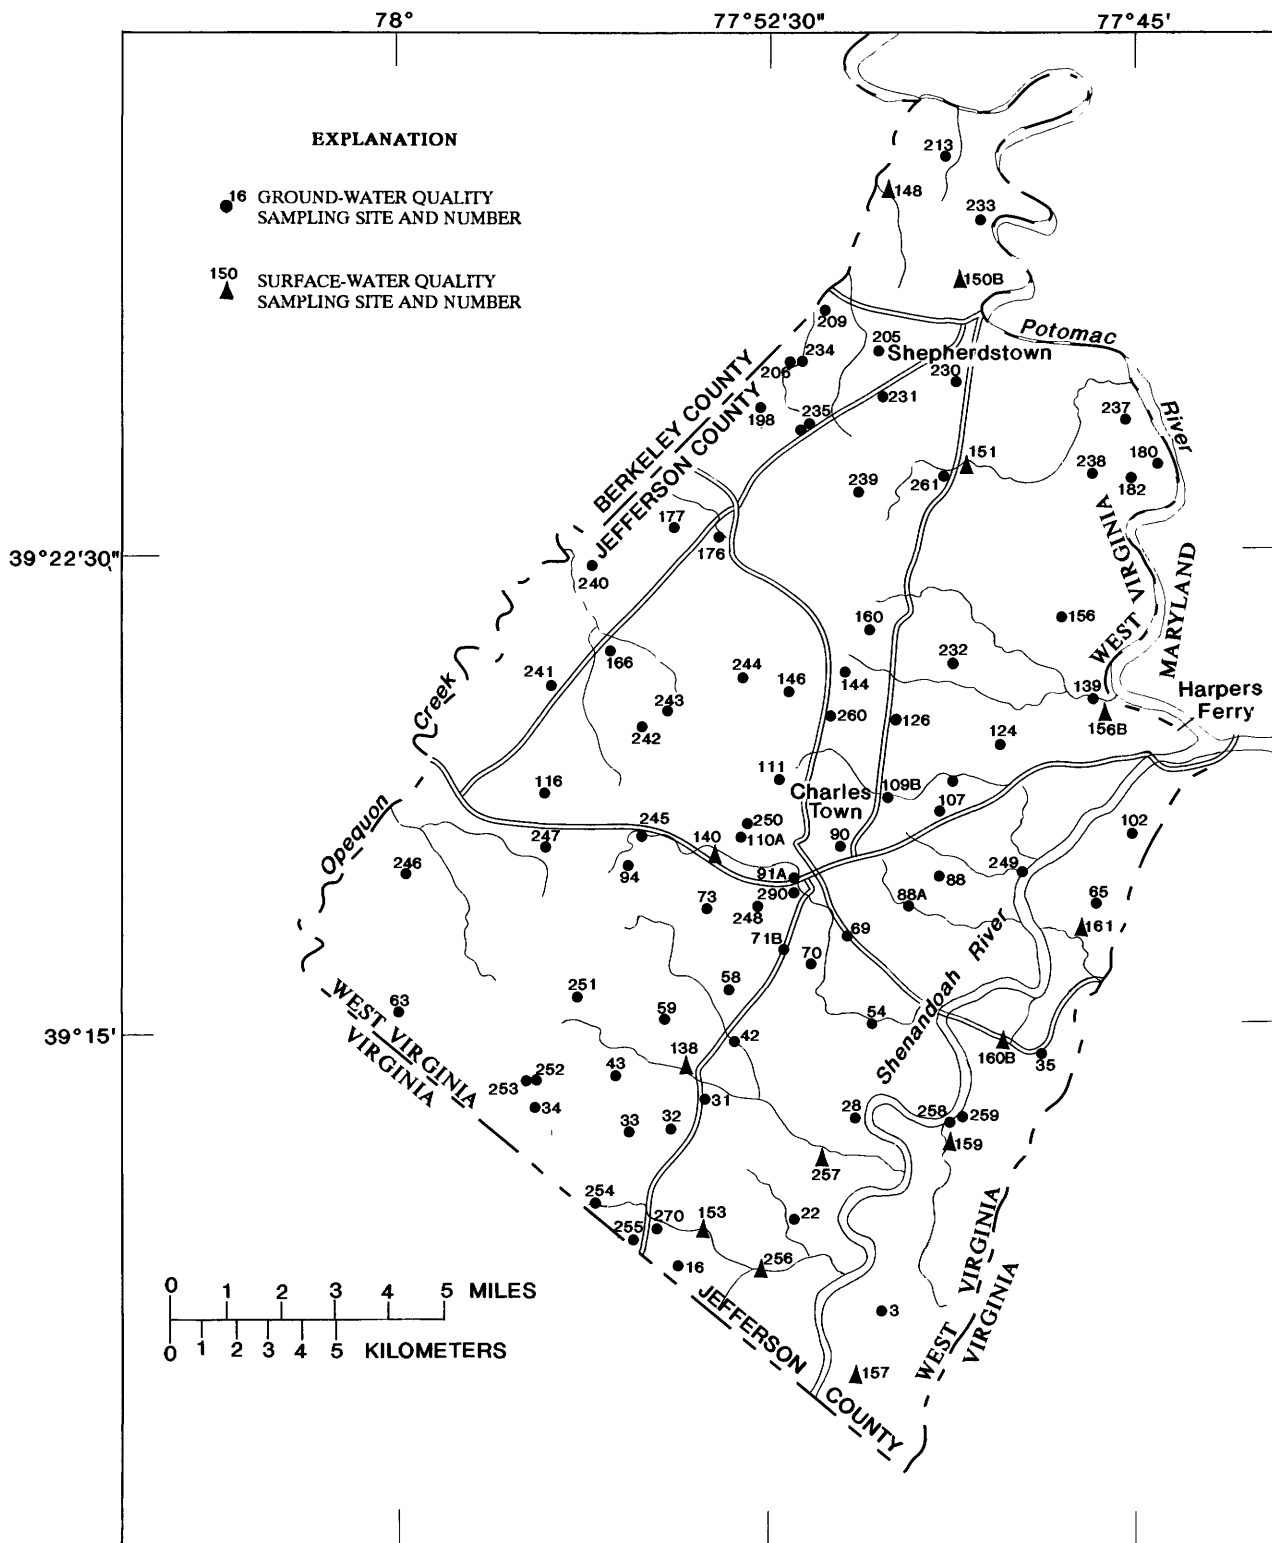 78°
77°52'30"
77°45'
EXPLANATION
16 GROUND-WATER QUALITY
SAMPLING SITE AND NUMBER
150 SURFACE-WATER QUALITY
SAMPLING SITE AND NUMBER
213
148
233
150B
209
Potomac
205
234
Shepherdstown
206
230
BERKELEY COUNTY
JEFFERSON COUNTY
231
198
235
237
River
151
238
180
239
261
182
177
176
39°22'30"
240
WEST VIRGINIA
MARYLAND
156
160
232
166
241
244
146
144
139
Harpers
Ferry
243
260
126
156B
242
124
Creek
111
116
Charles
Town
109B
107
250
245
110A
90
102
140
247
Opequon
246
94
91A
249
88
290
73
248
88A
65
161
69
71B
River
70
58
251
63
59
54
Shenandoah
39°15'
42
WEST VIRGINIA
VIRGINIA
138
160B
35
43
252
253
34
31
28
258
259
33
32
159
257
254
270
153
22
255
256
16
WEST VIRGINIA
VIRGINIA
0 1 2 3 4 5 MILES
0 1 2 3 4 5 KILOMETERS
3
JEFFERSON COUNTY
157